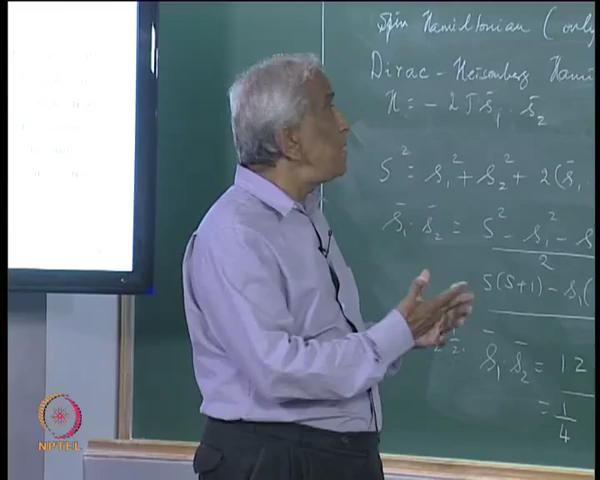 Spin Hamiltonian (only
Dirac - Heisenberg Hami
H = - 2 J s̄₁ . s̄₂
S² = s₁² + s₂² + 2(s̄₁ .
s̄₁ . s̄₂ = S² - s₁² - s
2
S(S+1) - s₁(
s̄₁ . s̄₂ = 12
= 1
4
NPTEL